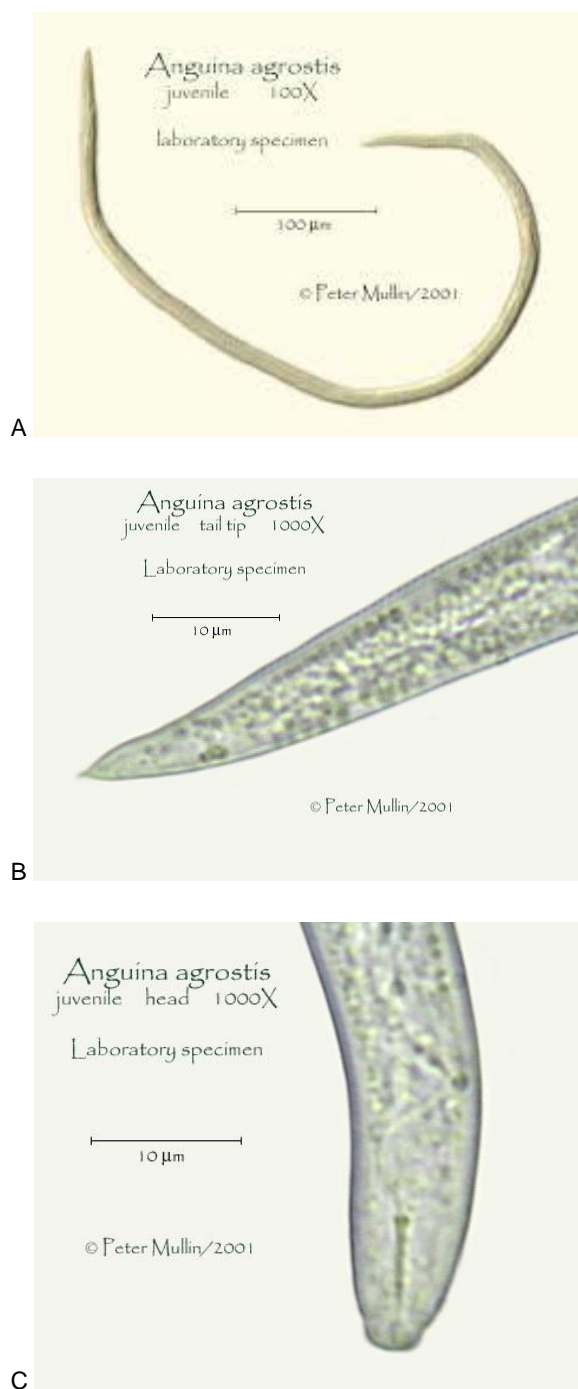 Anguina agrostis
juvenile 100X
laboratory specimen
100 µm
© Peter Mullin/2001
A
Anguina agrostis
juvenile tail tip 1000X
Laboratory specimen
10 µm
© Peter Mullin/2001
B
Anguina agrostis
juvenile head 1000X
Laboratory specimen
10 µm
© Peter Mullin/2001
C